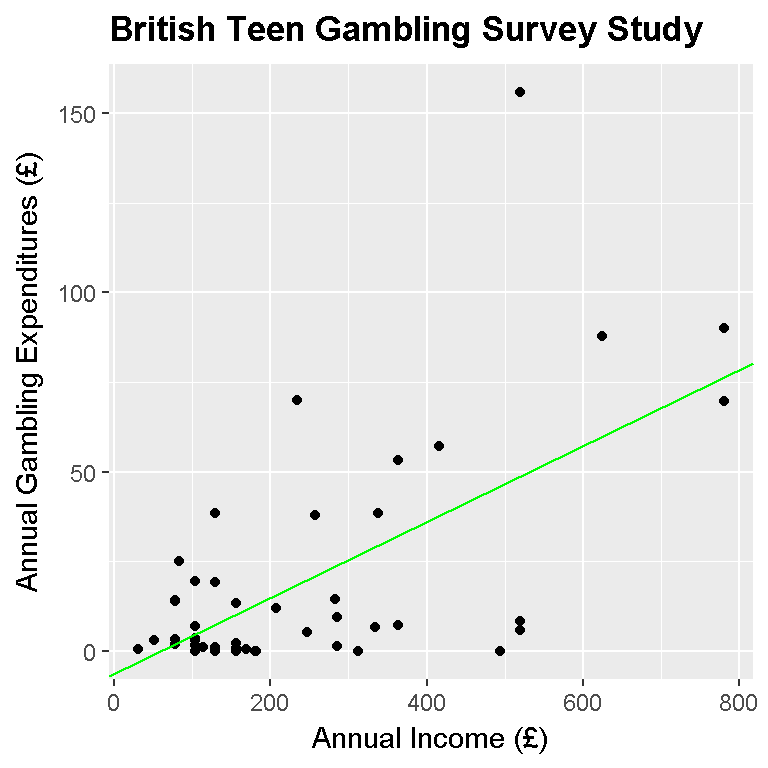 British Teen Gambling Survey Study
Annual Gambling Expenditures (£)
150
100
50
0
0 200 400 600 800
Annual Income (£)